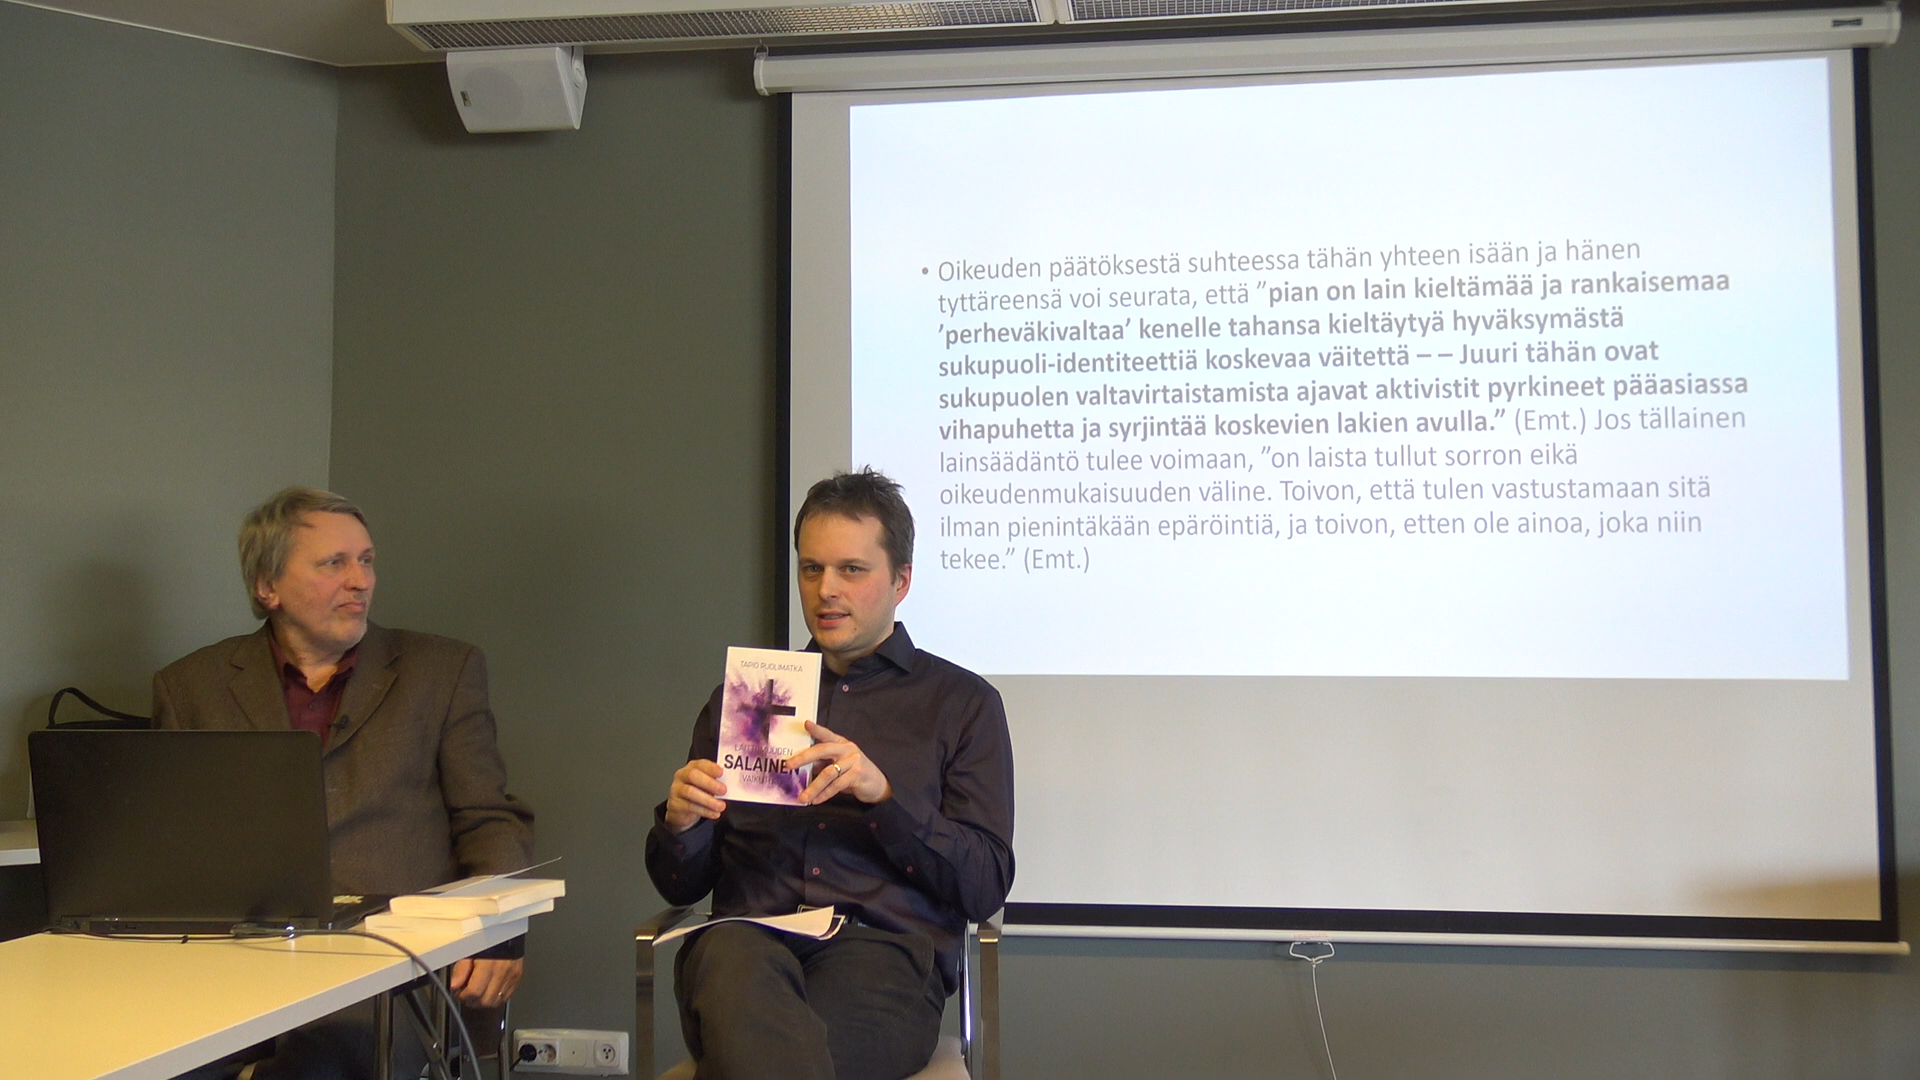 • Oikeuden päätöksestä suhteessa tähän yhteen isään ja hänen
tyttäreensä voi seurata, että ”pian on lain kieltämää ja rankaisemaa
’perheväkivaltaa’ kenelle tahansa kieltäytyä hyväksymästä
sukupuoli-identiteettiä koskevaa väitettä – – Juuri tähän ovat
sukupuolen valtavirtaistamista ajavat aktivistit pyrkineet pääasiassa
vihapuhetta ja syrjintää koskevien lakien avulla.” (Emt.) Jos tällainen
lainsäädäntö tulee voimaan, ”on laista tullut sorron eikä
oikeudenmukaisuuden väline. Toivon, että tulen vastustamaan sitä
ilman pienintäkään epäröintiä, ja toivon, etten ole ainoa, joka niin
tekee.” (Emt.)
TAPIO PUOLIMATKA
SALAINEN